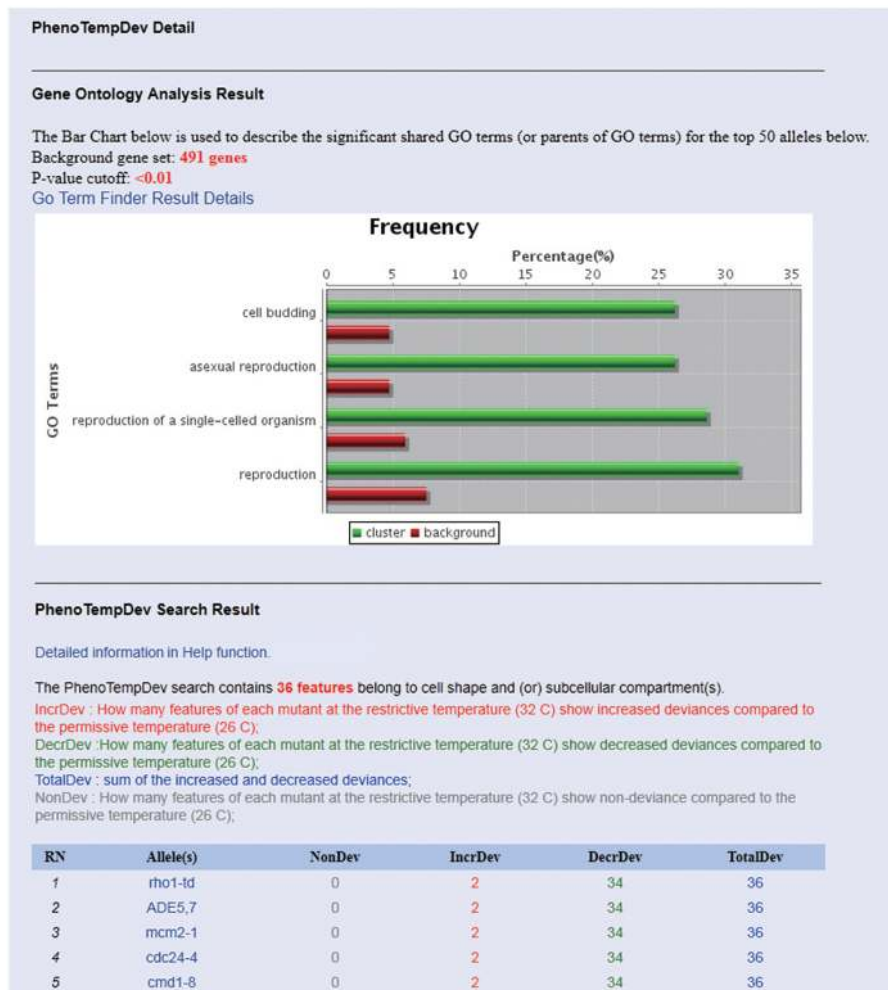 PhenoTempDev Detail
Gene Ontology Analysis Result
The Bar Chart below is used to describe the significant shared GO terms (or parents of GO terms) for the top 50 alleles below.
Background gene set: 491 genes
P-value cutoff: <0.01
Go Term Finder Result Details
Frequency
Percentage(%)
0 5 10 15 20 25 30 35
GO Terms
cell budding
asexual reproduction
reproduction of a single-celled organism
reproduction
cluster background
PhenoTempDev Search Result
Detailed information in Help function.
The PhenoTempDev search contains 36 features belong to cell shape and (or) subcellular compartment(s).
IncrDev : How many features of each mutant at the restrictive temperature (32 C) show increased deviances compared to
the permissive temperature (26 C);
DecrDev :How many features of each mutant at the restrictive temperature (32 C) show decreased deviances compared to
the permissive temperature (26 C);
TotalDev : sum of the increased and decreased deviances;
NonDev : How many features of each mutant at the restrictive temperature (32 C) show non-deviance compared to the
permissive temperature (26 C);
RN Allele(s) NonDev IncrDev DecrDev TotalDev
1 rho1-td 0 2 34 36
2 ADE5,7 0 2 34 36
3 mcm2-1 0 2 34 36
4 cdc24-4 0 2 34 36
5 cmd1-8 0 2 34 36